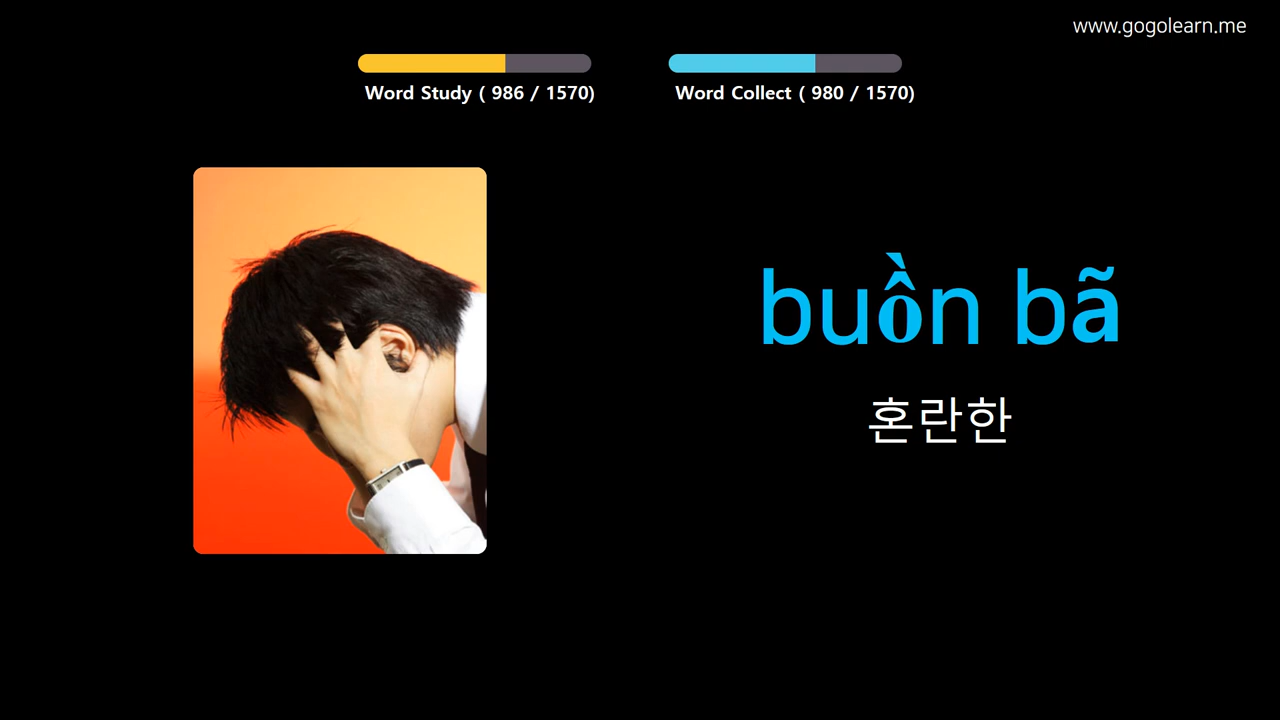 www.gogolearn.me
Word Study ( 986 / 1570)
Word Collect ( 980 / 1570)
buồn bã
혼란한